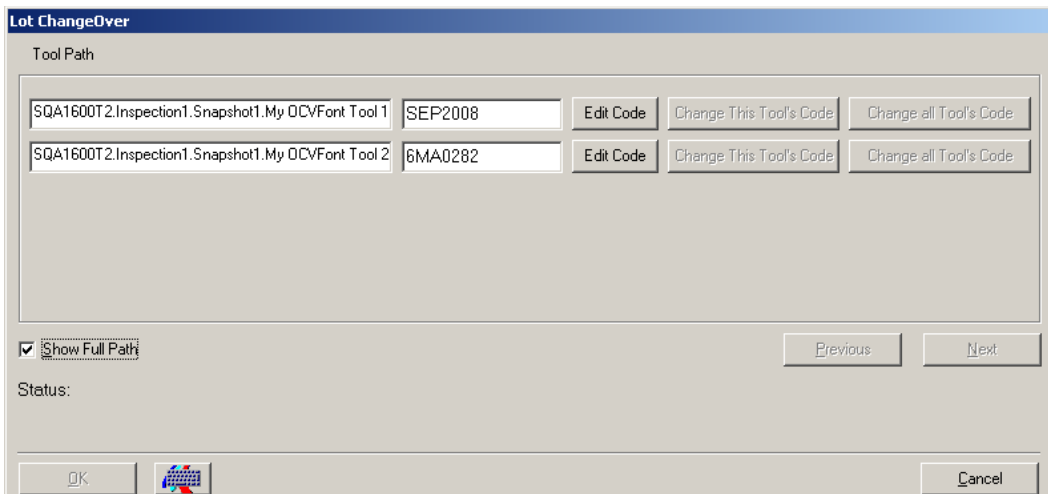 Lot ChangeOver
Tool Path
SQA1600T2.Inspection1.Snapshot1.My OCVFont Tool 1 SEP2008 Edit Code Change This Tool's Code Change all Tool's Code
SQA1600T2.Inspection1.Snapshot1.My OCVFont Tool 2 6MA0282 Edit Code Change This Tool's Code Change all Tool's Code
Show Full Path Previous Next
Status:
OK Cancel